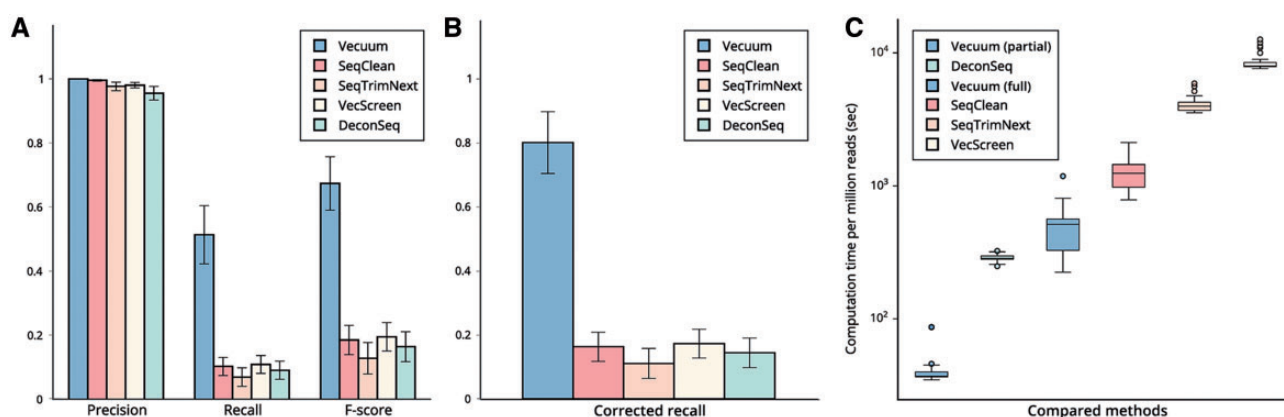 A
1
0.8
0.6
0.4
0.2
0
Vecuum
SeqClean
SeqTrimNext
VecScreen
DeconSeq
Precision
Recall
F-score
B
1
0.8
0.6
0.4
0.2
0
Vecuum
SeqClean
SeqTrimNext
VecScreen
DeconSeq
Corrected recall
C
Computation time per million reads (sec)
10⁴
10³
10²
Vecuum (partial)
DeconSeq
Vecuum (full)
SeqClean
SeqTrimNext
VecScreen
Compared methods